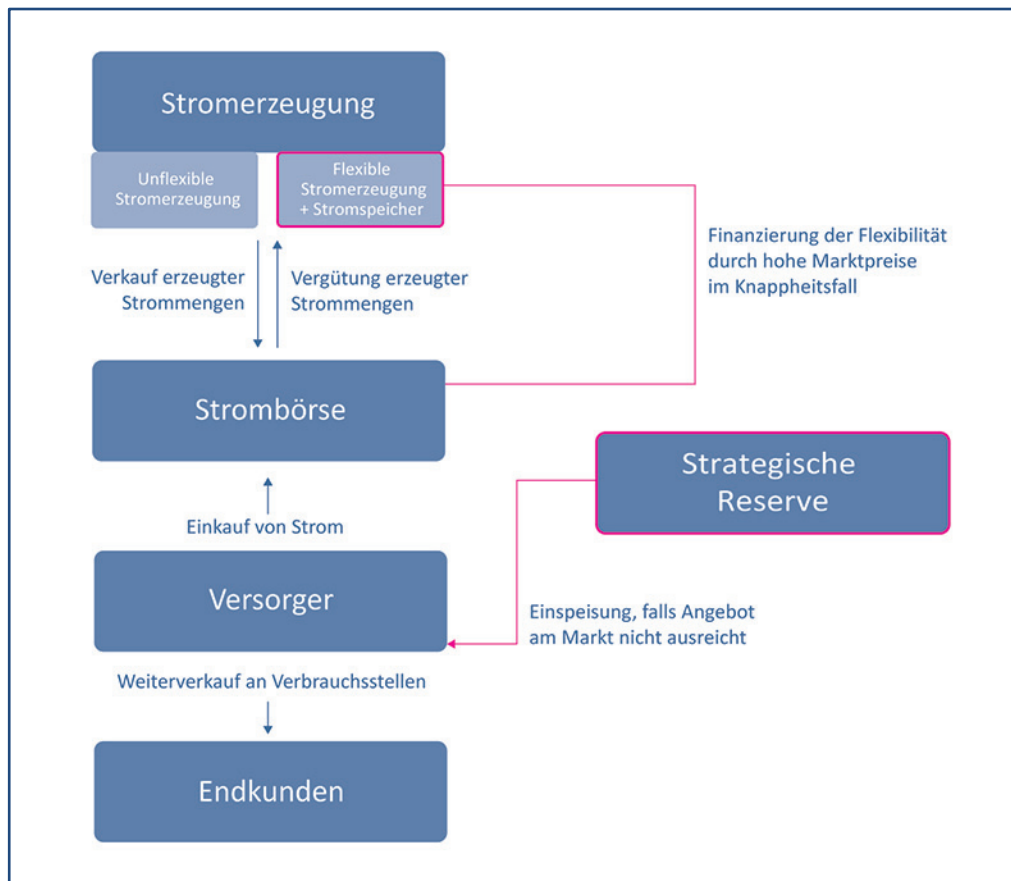 Stromerzeugung
Unflexible
Stromerzeugung
Flexible
Stromerzeugung
+ Stromspeicher
Verkauf erzeugter
Strommengen
Vergütung erzeugter
Strommengen
Finanzierung der Flexibilität
durch hohe Marktpreise
im Knappheitsfall
Strombörse
Strategische
Reserve
Einkauf von Strom
Versorger
Einspeisung, falls Angebot
am Markt nicht ausreicht
Weiterverkauf an Verbrauchsstellen
Endkunden